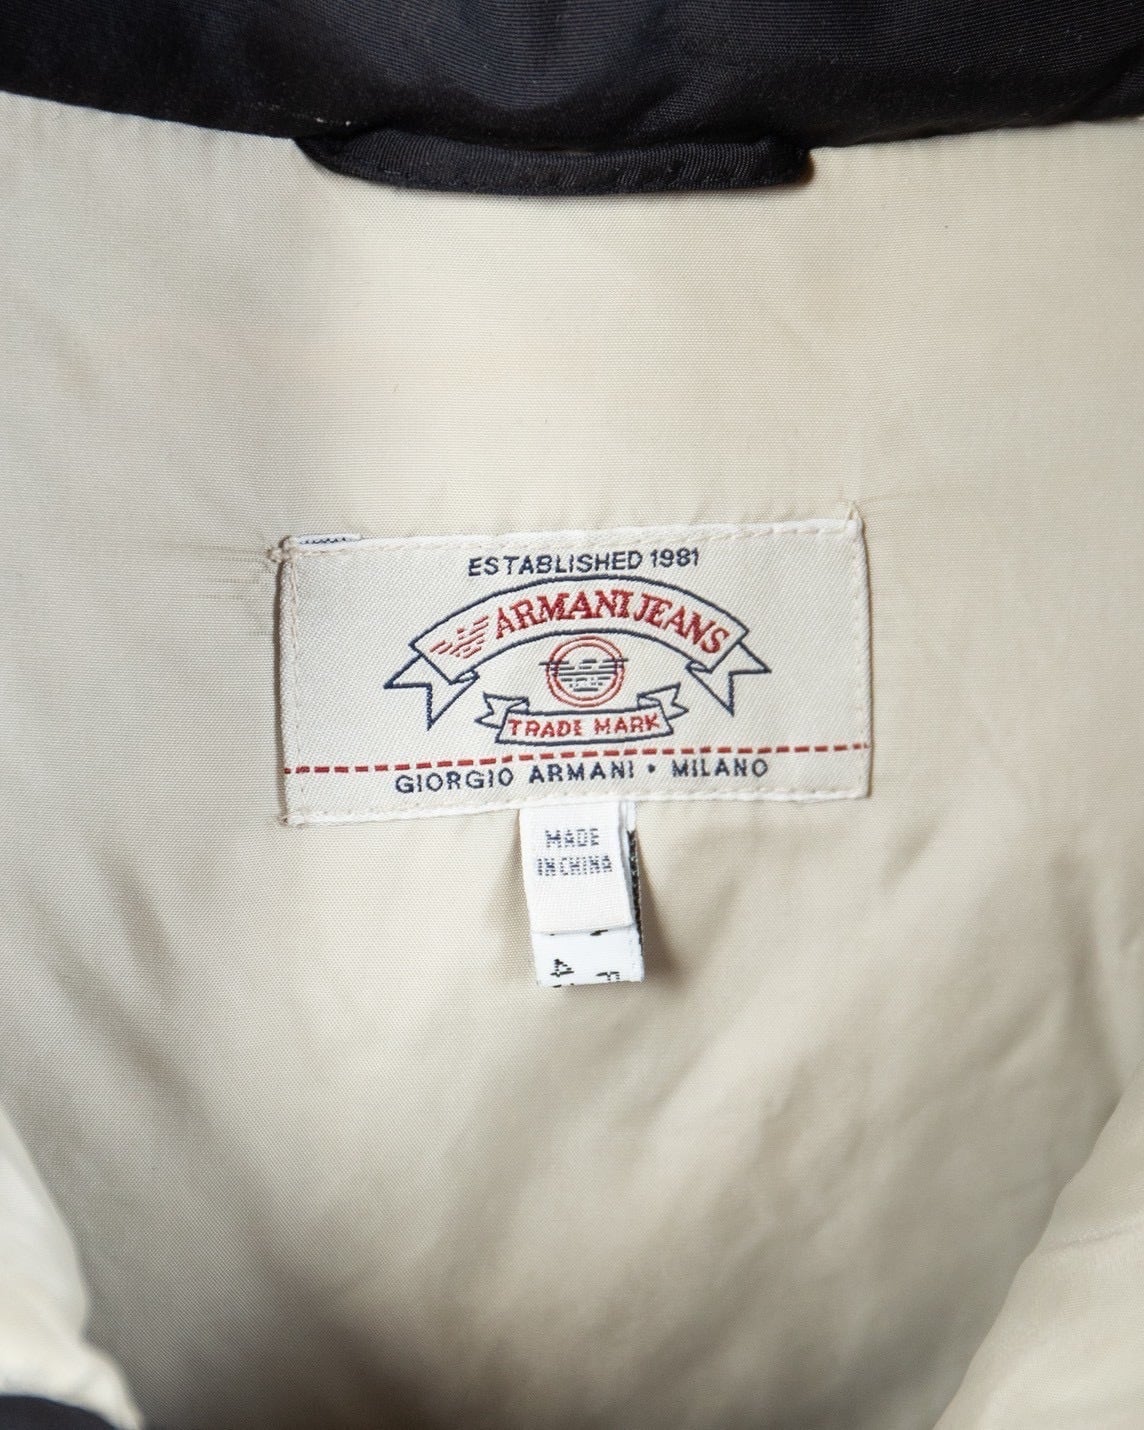 ESTABLISHED 1981
ARMANI JEANS
TRADE MARK
GIORGIO ARMANI • MILANO
MADE
IN CHINA